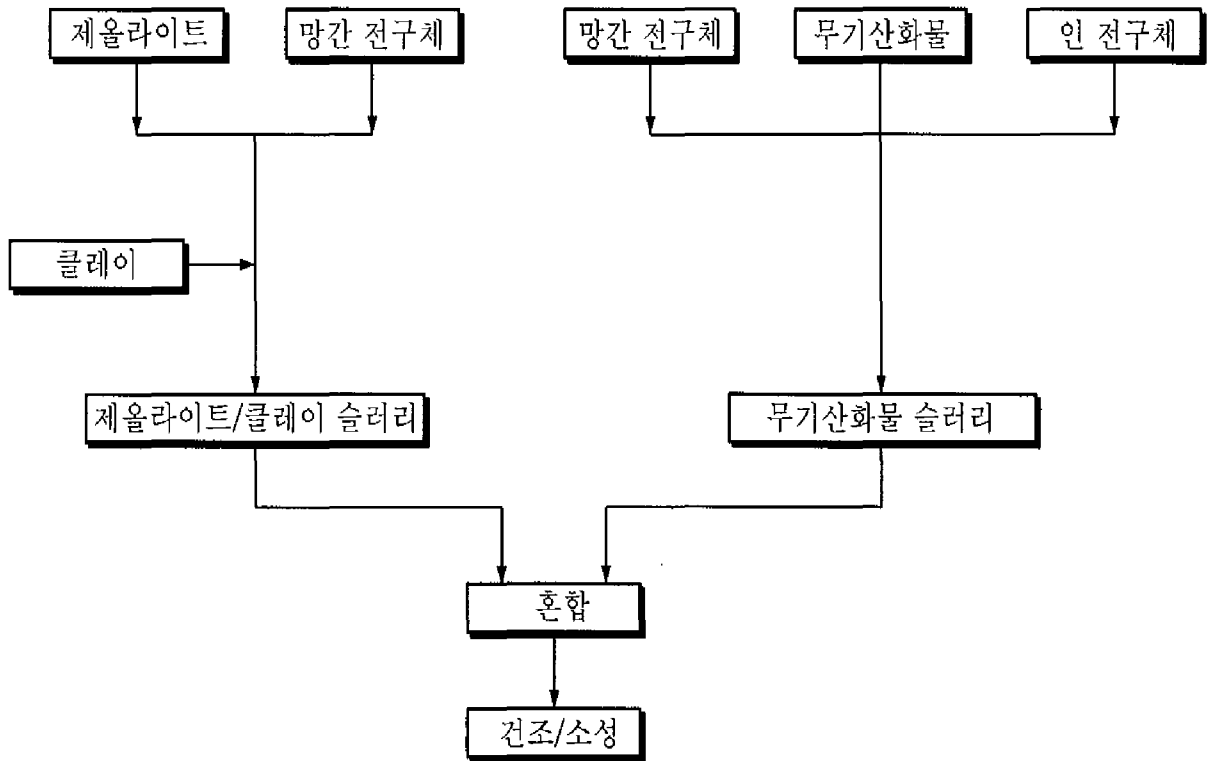 제올라이트
망간 전구체
망간 전구체
무기산화물
인 전구체
클레이
제올라이트/클레이 슬러리
무기산화물 슬러리
혼합
건조/소성